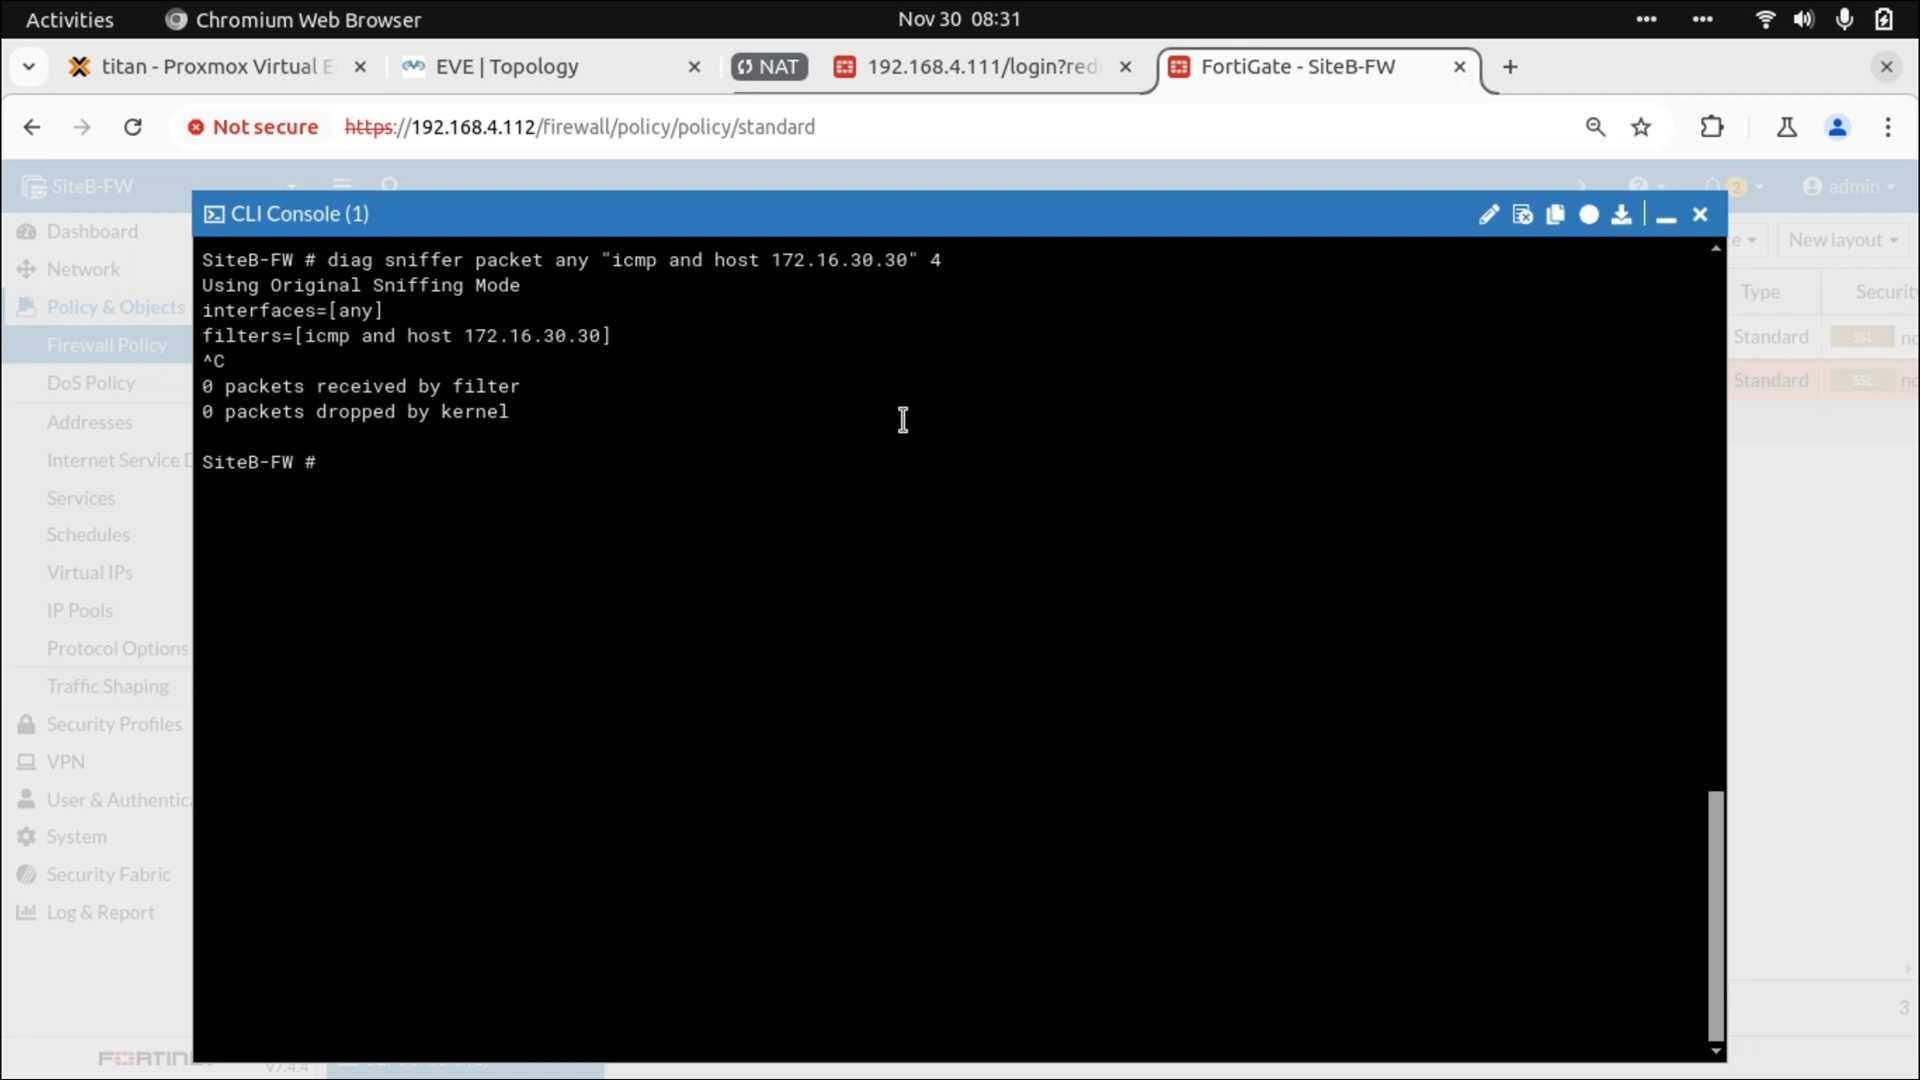 Activities
Chromium Web Browser
Nov 30 08:31
titan - Proxmox Virtual E
EVE | Topology
NAT
192.168.4.111/login?redi
FortiGate - SiteB-FW
Not secure
https://192.168.4.112/firewall/policy/policy/standard
SiteB-FW
2
admin
Dashboard
Network
Policy & Objects
Firewall Policy
DoS Policy
Addresses
Internet Service D
Services
Schedules
Virtual IPs
IP Pools
Protocol Options
Traffic Shaping
Security Profiles
VPN
User & Authentic
System
Security Fabric
Log & Report
CLI Console (1)
SiteB-FW # diag sniffer packet any "icmp and host 172.16.30.30" 4
Using Original Sniffing Mode
interfaces=[any]
filters=[icmp and host 172.16.30.30]
^C
0 packets received by filter
0 packets dropped by kernel
SiteB-FW #
New layout
Type
Security
Standard
SSL
Standard
SSL
3
v7.4.4